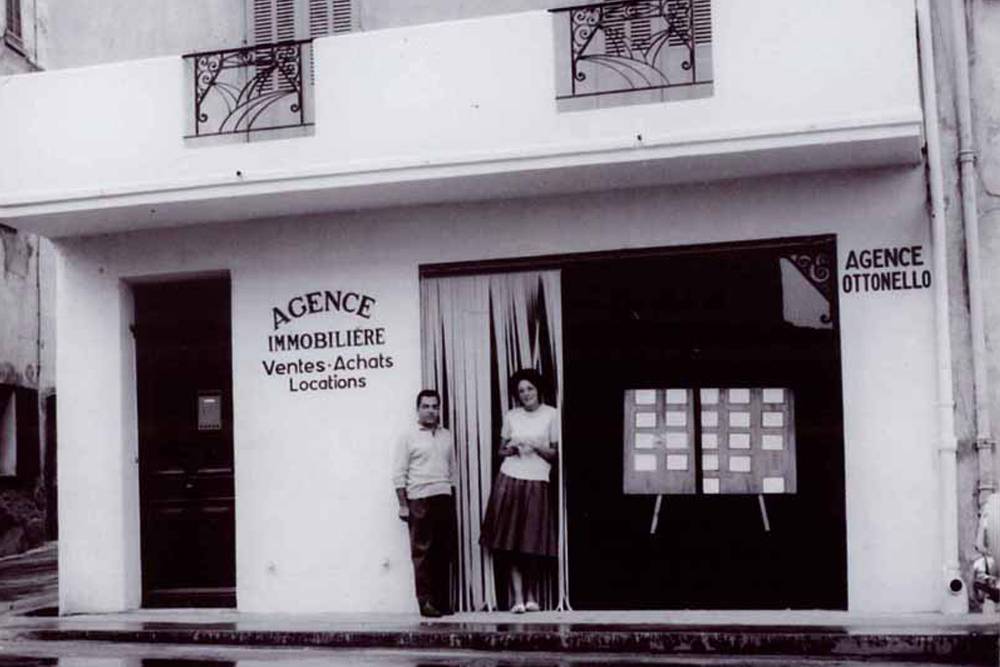 AGENCE
IMMOBILIÈRE
Ventes·Achats
Locations
AGENCE
OTTONELLO